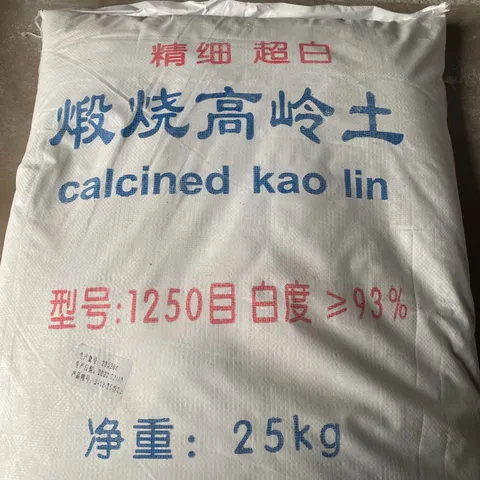 精细 超白
煅烧高岭土
calcined kao lin
型号:1250目 白度 ≥93%
净重: 25kg